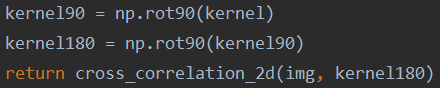 kernel90 = np.rot90(kernel)
kernel180 = np.rot90(kernel90)
return cross_correlation_2d(img, kernel180)